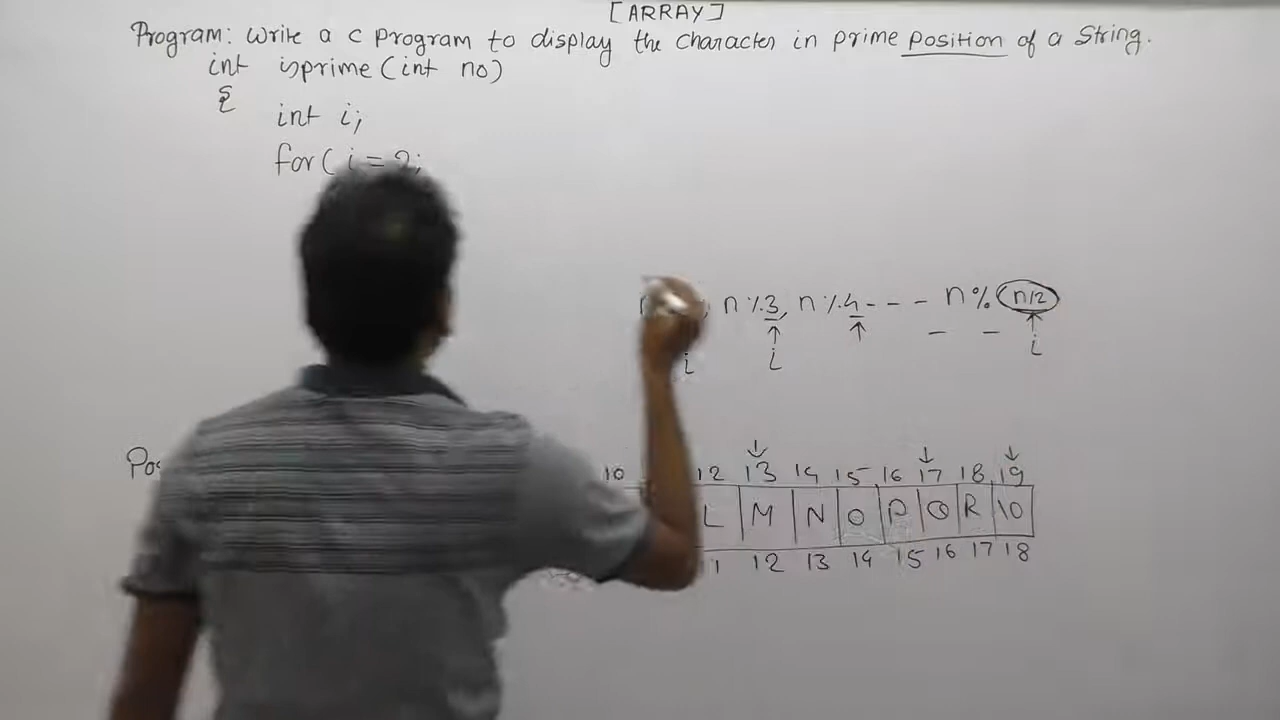 [ARRAY]
Program: Write a c program to display the character in prime position of a String.
int isprime(int no)
{
int i;
for( i = 2;
n%3, n%4 - - - n% n/2
i i i
10 12 13 14 15 16 17 18 19
L M N O P Q R \0
12 13 14 15 16 17 18